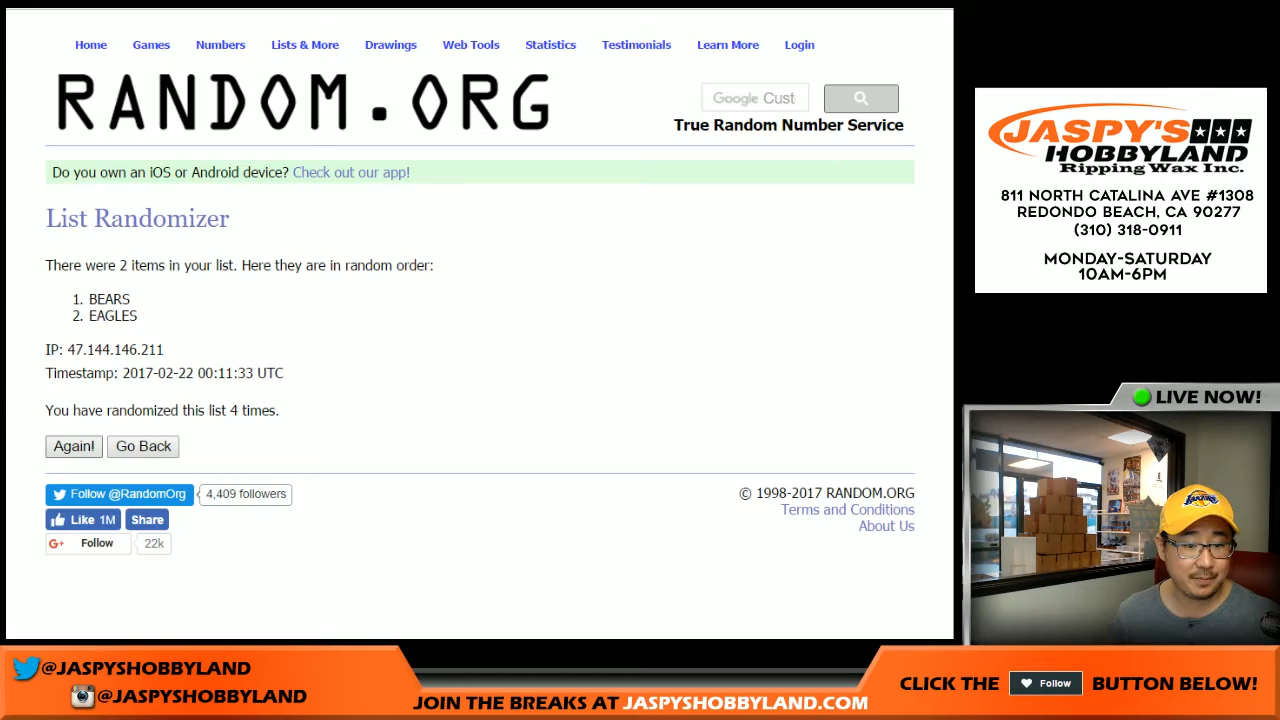 Home Games Numbers Lists & More Drawings Web Tools Statistics Testimonials Learn More Login
RANDOM.ORG
Google Cust
True Random Number Service
Do you own an iOS or Android device? Check out our app!
List Randomizer
There were 2 items in your list. Here they are in random order:
1. BEARS
2. EAGLES
IP: 47.144.146.211
Timestamp: 2017-02-22 00:11:33 UTC
You have randomized this list 4 times.
Again! Go Back
Follow @RandomOrg 4,409 followers
Like 1M Share
G+ Follow 22k
© 1998-2017 RANDOM.ORG
Terms and Conditions
About Us
JASPY'S
HOBBYLAND
Ripping Wax Inc.
811 NORTH CATALINA AVE #1308
REDONDO BEACH, CA 90277
(310) 318-0911
MONDAY-SATURDAY
10AM-6PM
LIVE NOW!
LAKERS
@JASPYSHOBBYLAND
@JASPYSHOBBYLAND
JOIN THE BREAKS AT JASPYSHOBBYLAND.COM
CLICK THE Follow BUTTON BELOW!